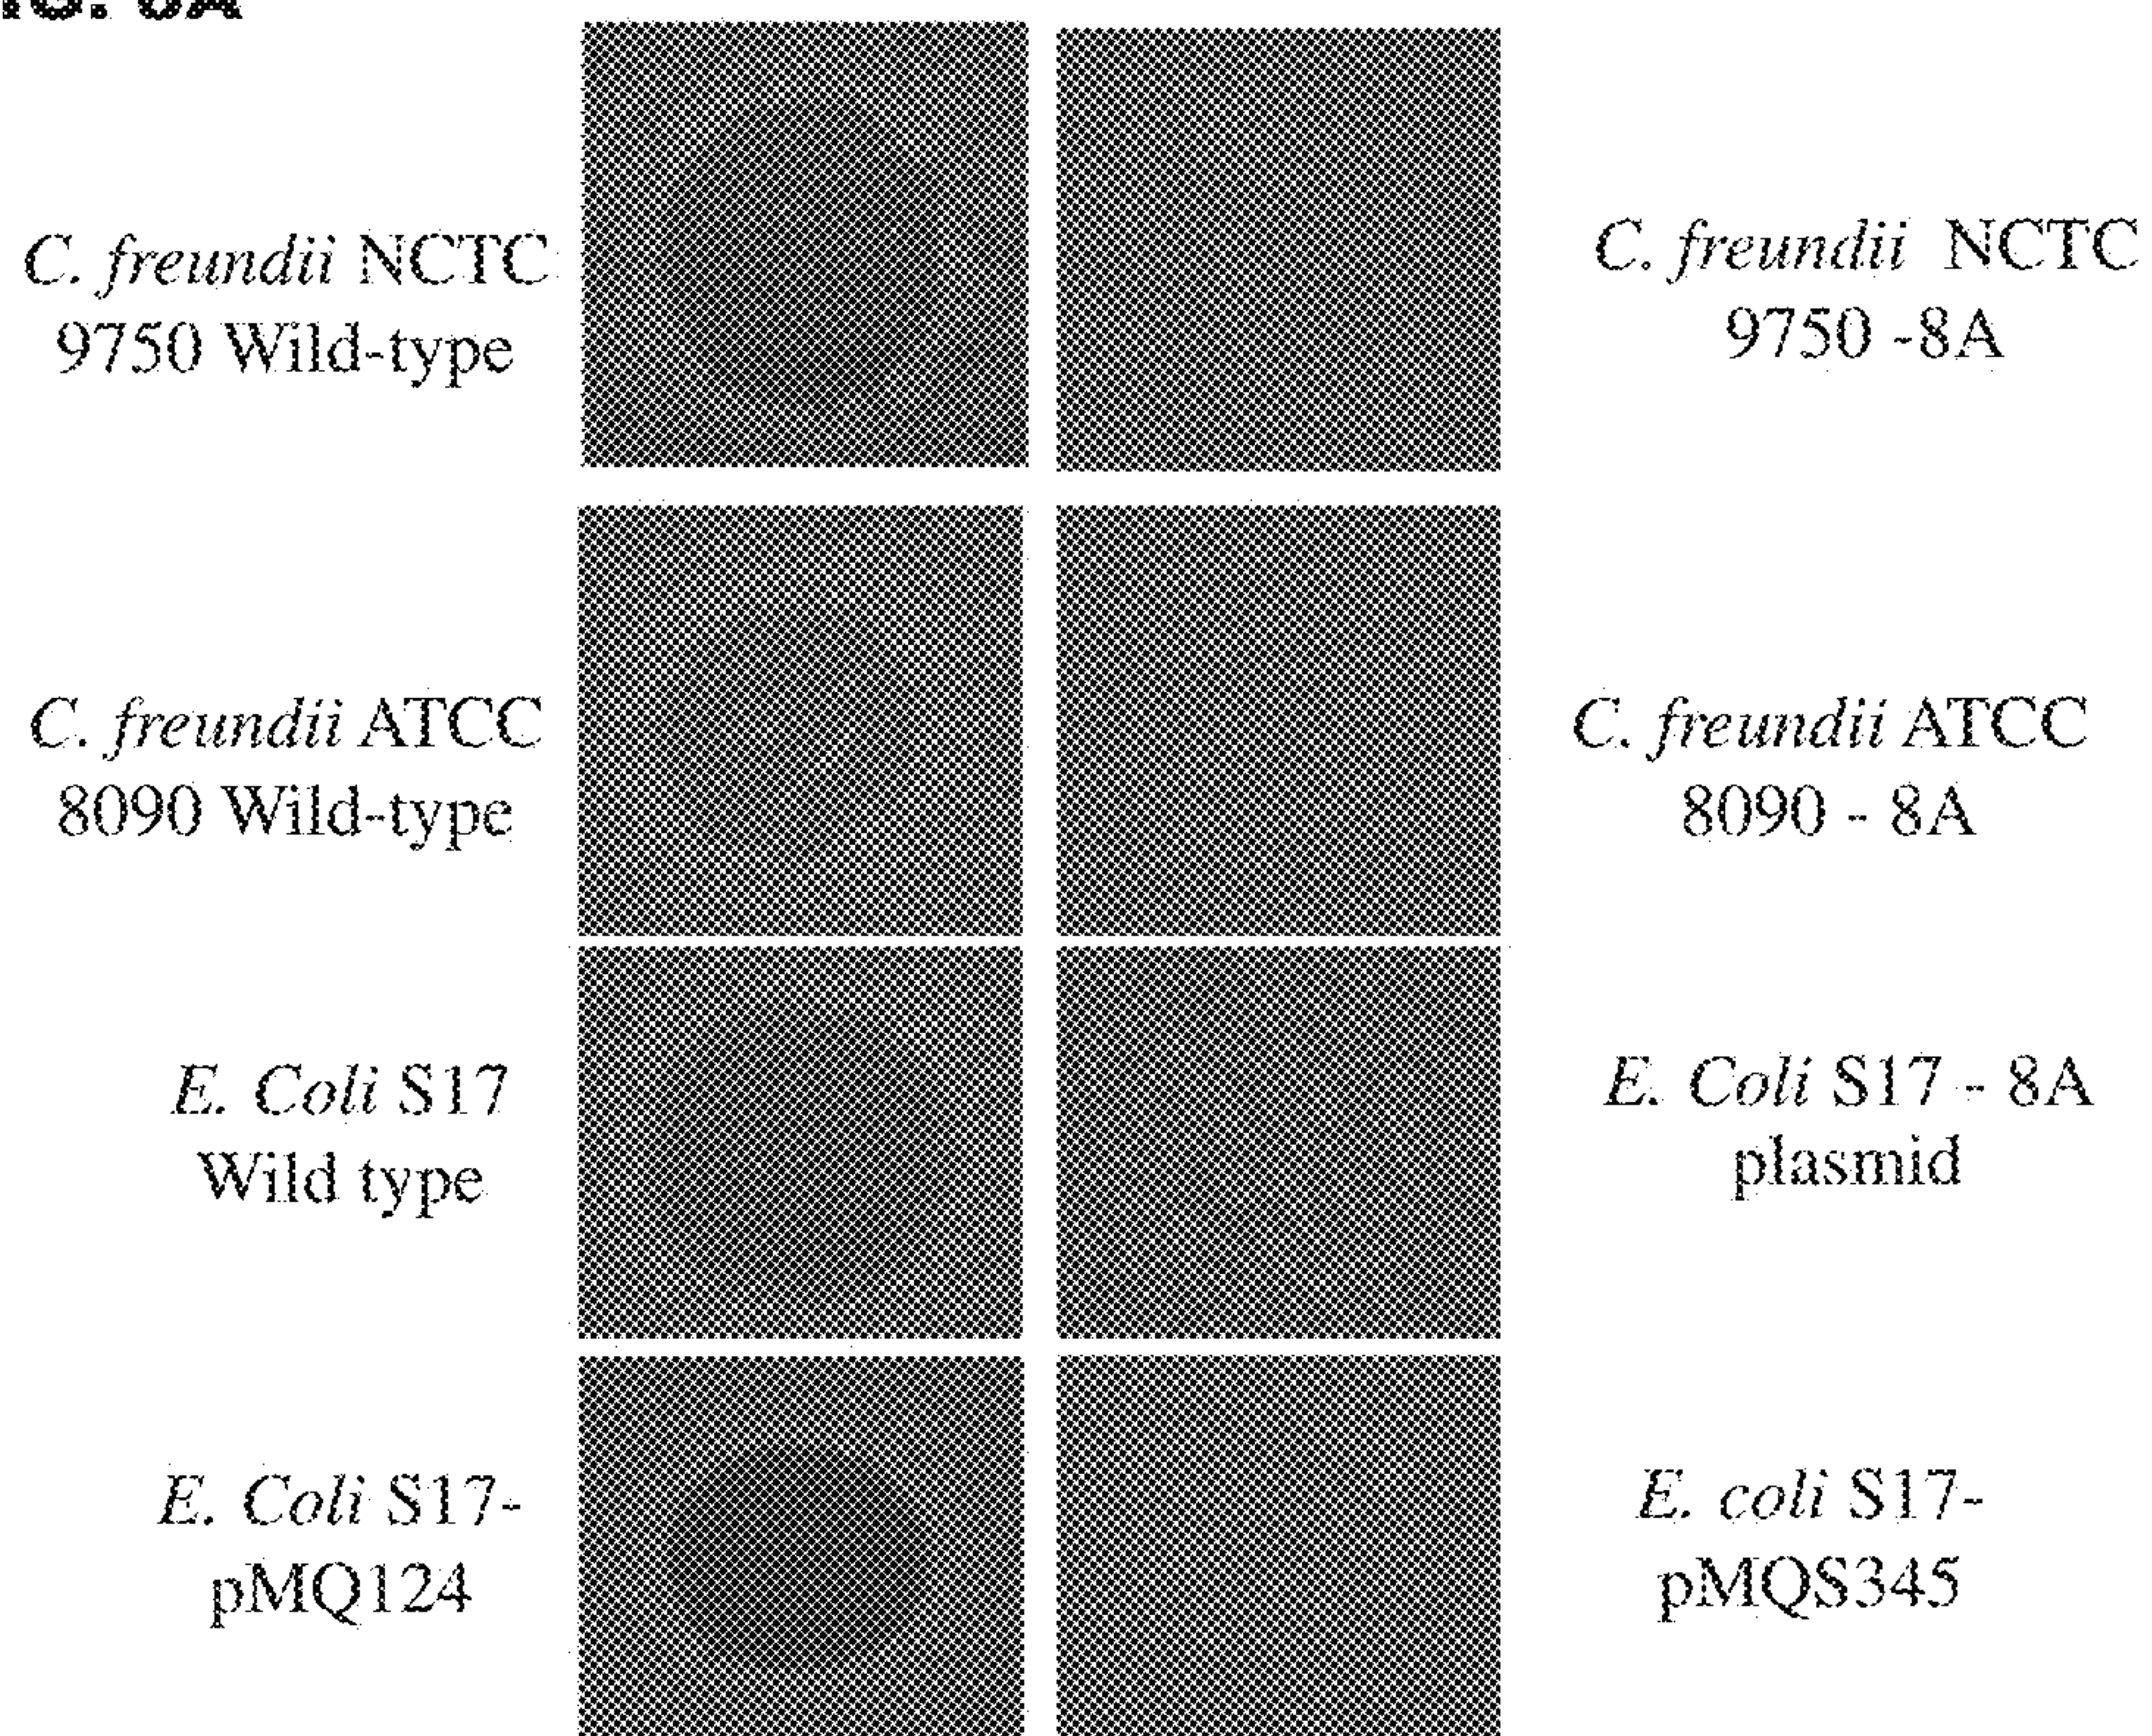 C. freundii NCTC
9750 Wild-type
C. freundii NCTC
9750 -8A
C. freundii ATCC
8090 Wild-type
C. freundii ATCC
8090 - 8A
E. Coli S17
Wild type
E. Coli S17 - 8A
plasmid
E. Coli S17-
pMQ124
E. coli S17-
pMQS345